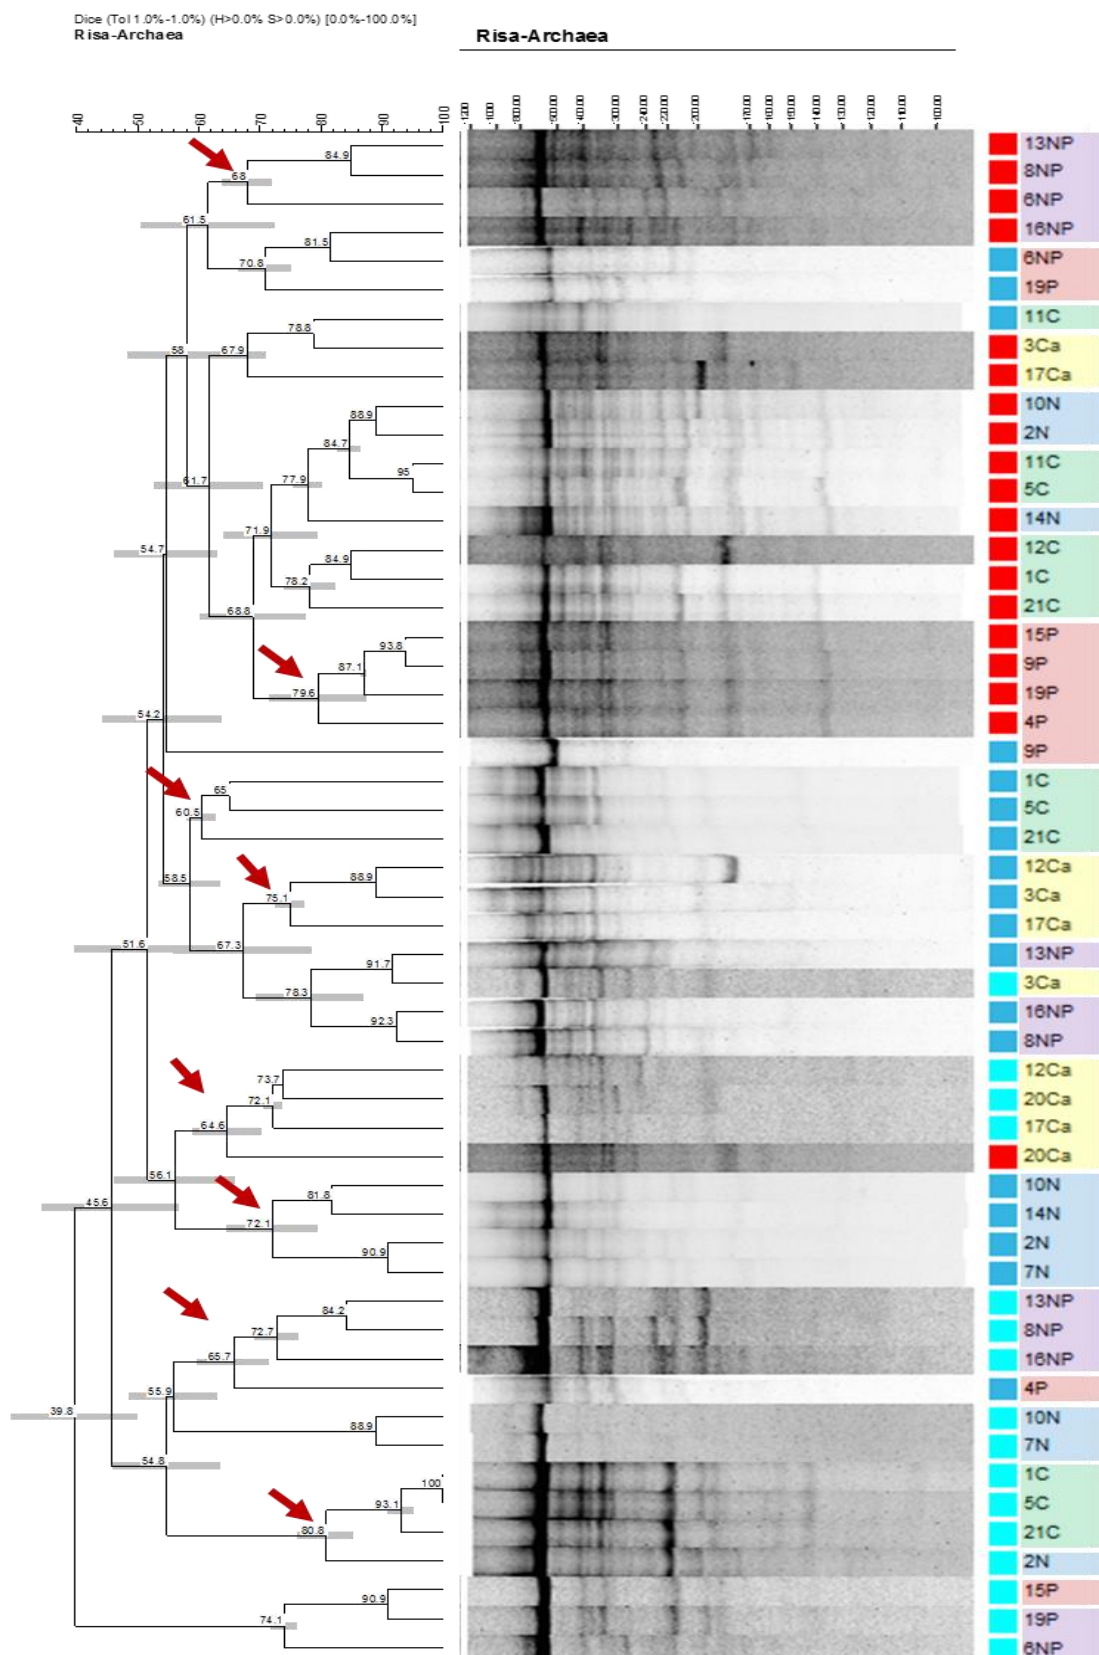 Dice (Tol 1.0%-1.0%) (H>0.0% S>0.0%) [0.0%-100.0%]
Risa-Archaea
Risa-Archaea
40 50 60 70 80 90 100
84.9
13NP
8NP
68
6NP
61.5
16NP
81.5
6NP
70.8
19P
11C
78.8
3Ca
58 67.9
17Ca
10N
88.9
2N
84.7
11C
95
77.9
5C
61.7
14N
71.9
12C
54.7
84.9
1C
78.2
21C
68.8
15P
93.8
9P
87.1
19P
79.6
4P
54.2
9P
1C
65
5C
60.5
21C
12Ca
88.9
58.5
3Ca
75.1
17Ca
51.6 67.3
13NP
91.7
3Ca
78.3
16NP
92.3
8NP
12Ca
73.7
20Ca
72.1
17Ca
64.6
20Ca
56.1
10N
81.8
45.6
14N
72.1
2N
90.9
7N
13NP
84.2
8NP
72.7
16NP
65.7
4P
55.9
10N
39.8
88.9
7N
54.8
1C
100
5C
93.1
21C
80.8
2N
15P
90.9
19P
74.1
6NP